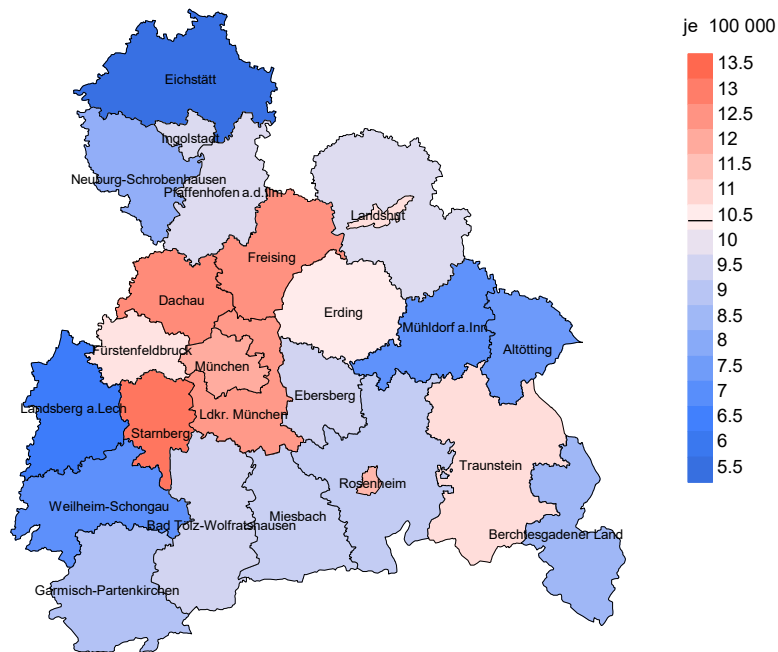 je 100 000
13.5
13
12.5
12
11.5
11
10.5
10
9.5
9
8.5
8
7.5
7
6.5
6
5.5
Eichstätt
Ingolstadt
Neuburg-Schrobenhausen
Pfaffenhofen a.d.Ilm
Landshut
Freising
Dachau
Erding
Mühldorf a.Inn
Altötting
Fürstenfeldbruck
München
Ebersberg
Landsberg a.Lech
Ldkr. München
Starnberg
Traunstein
Rosenheim
Weilheim-Schongau
Miesbach
Bad Tölz-Wolfratshausen
Berchtesgadener Land
Garmisch-Partenkirchen